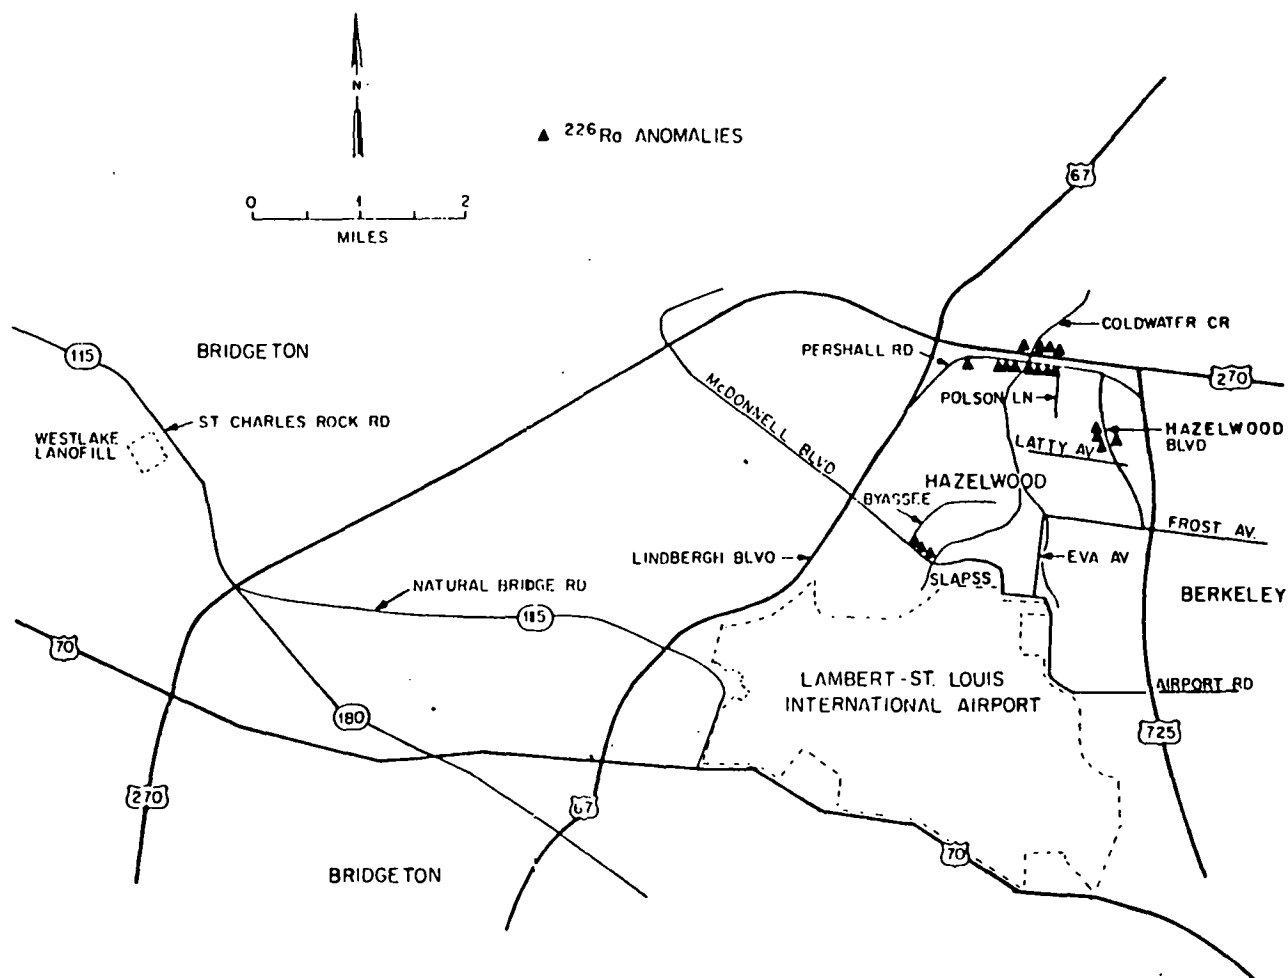 N
▲ 226Ra ANOMALIES
0 1 2
MILES
67
COLDWATER CR
PERSHALL RD
270
POLSON LN
HAZELWOOD
BLVD
LATTY AV
115
BRIDGETON
ST CHARLES ROCK RD
WESTLAKE
LANDFILL
McDONNELL BLVD
HAZELWOOD
BYASSEE
FROST AV.
LINDBERGH BLVD
EVA AV
SLAPSS
BERKELEY
NATURAL BRIDGE RD
115
70
LAMBERT-ST. LOUIS
INTERNATIONAL AIRPORT
AIRPORT RD
180
725
270
67
70
BRIDGETON